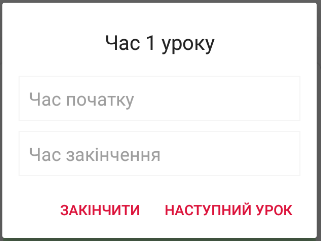 Час 1 уроку
Час початку
Час закінчення
ЗАКІНЧИТИ НАСТУПНИЙ УРОК